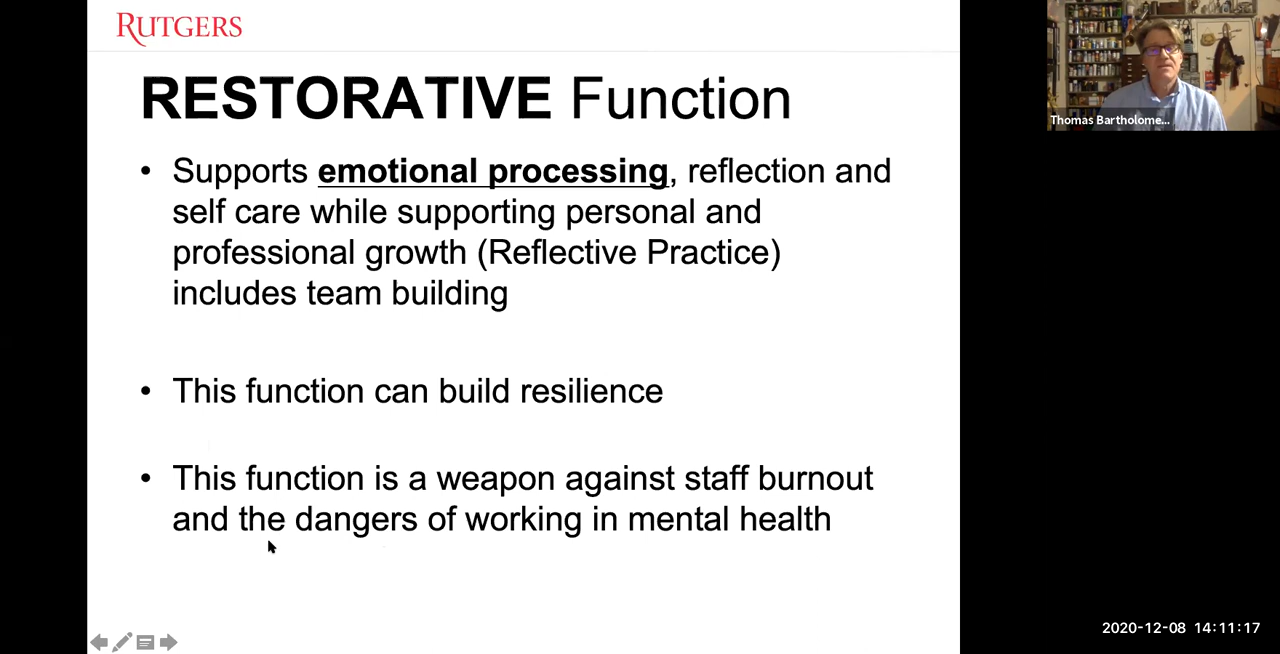 RUTGERS
RESTORATIVE Function
• Supports emotional processing, reflection and
self care while supporting personal and
professional growth (Reflective Practice)
includes team building
• This function can build resilience
• This function is a weapon against staff burnout
and the dangers of working in mental health
Thomas Bartholome...
2020-12-08 14:11:17